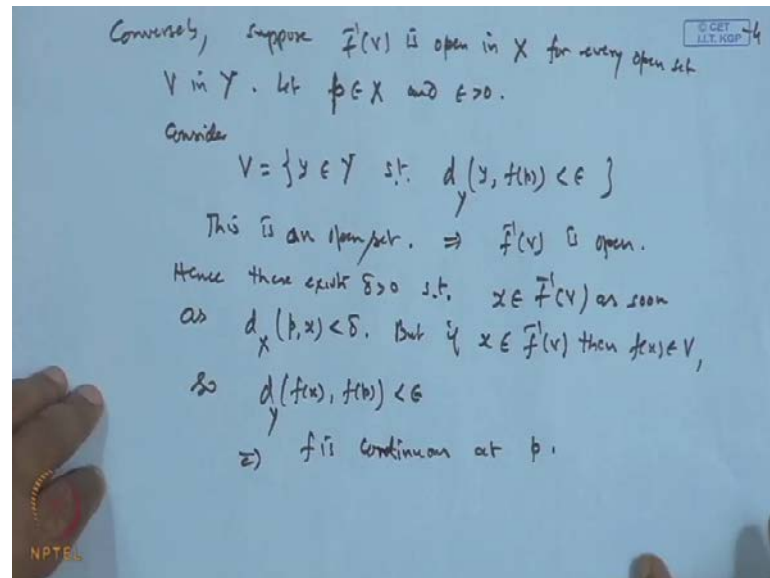 Conversely, suppose f⁻¹(V) is open in X for every open set
V in Y. Let p ∈ X and ε>0.
Consider
V = {y ∈ Y s.t. d_Y(y, f(p)) < ε}
This is an open set. ⇒ f⁻¹(V) is open.
Hence there exists δ>0 s.t. x ∈ f⁻¹(V) as soon
as d_X(p,x) < δ. But if x ∈ f⁻¹(V) then f(x) ∈ V,
So d_Y(f(x), f(p)) < ε
⇒ f is continuous at p.
© CET
I.I.T. KGP
NPTEL